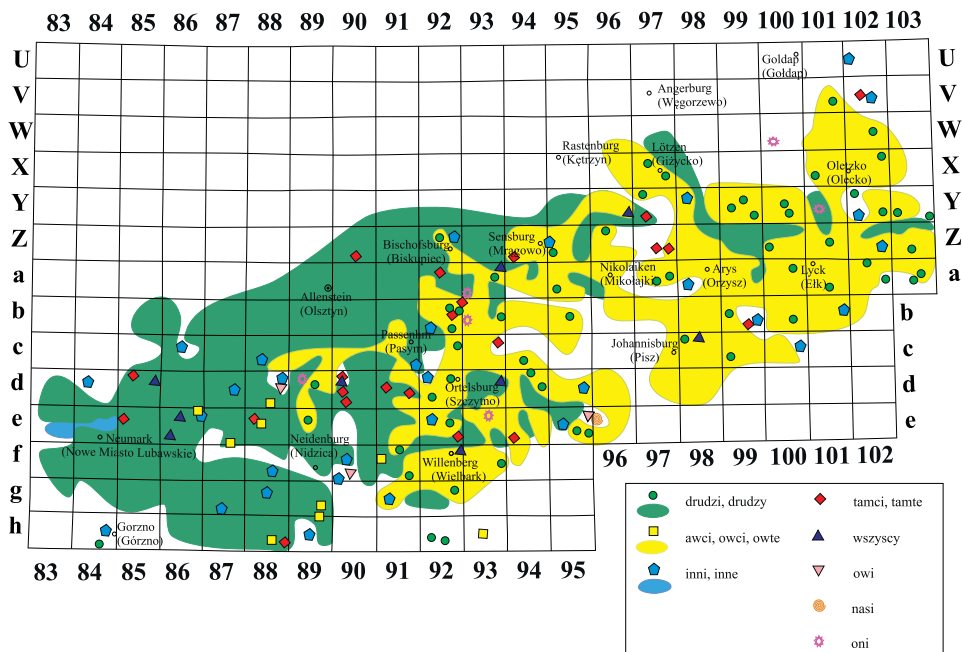 83 84 85 86 87 88 89 90 91 92 93 94 95 96 97 98 99 100 101 102 103
U U
Goldap
(Gołdap)
V V
Angerburg
(Węgorzewo)
W W
Rastenburg
(Kętrzyn)
Lötzen
(Giżycko)
X X
Oletzko
(Olecko)
Y Y
Z Z
Bischofsburg
(Biskupiec)
Sensburg
(Mrągowo)
a a
Nikolaiken
(Mikołajki)
Arys
(Orzysz)
Lyck
(Ełk)
Allenstein
(Olsztyn)
b b
Passenhim
(Pasym)
Johannisburg
(Pisz)
c c
d d
Ortelsburg
(Szczytno)
e e
Neumark
(Nowe Miasto Lubawskie)
Neidenburg
(Nidzica)
f
Willenberg
(Wielbark)
96 97 98 99 100 101 102
g
h
Gorzno
(Górzno)
83 84 85 86 87 88 89 90 91 92 93 94 95
drudzi, drudzy
awci, owci, owte
inni, inne
tamci, tamte
wszyscy
owi
nasi
oni